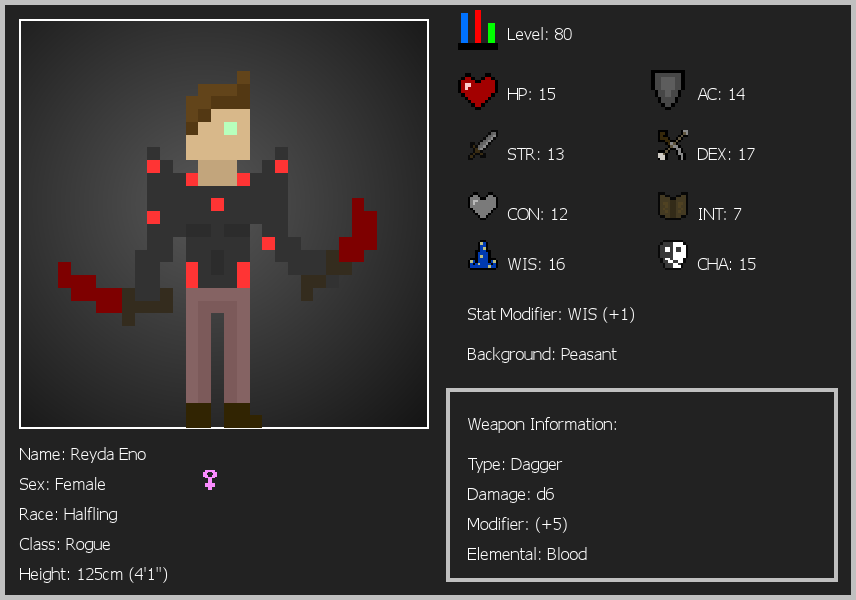 Level: 80
HP: 15
AC: 14
STR: 13
DEX: 17
CON: 12
INT: 7
WIS: 16
CHA: 15
Stat Modifier: WIS (+1)
Background: Peasant
Weapon Information:
Type: Dagger
Damage: d6
Modifier: (+5)
Elemental: Blood
Name: Reyda Eno
Sex: Female
Race: Halfling
Class: Rogue
Height: 125cm (4'1")